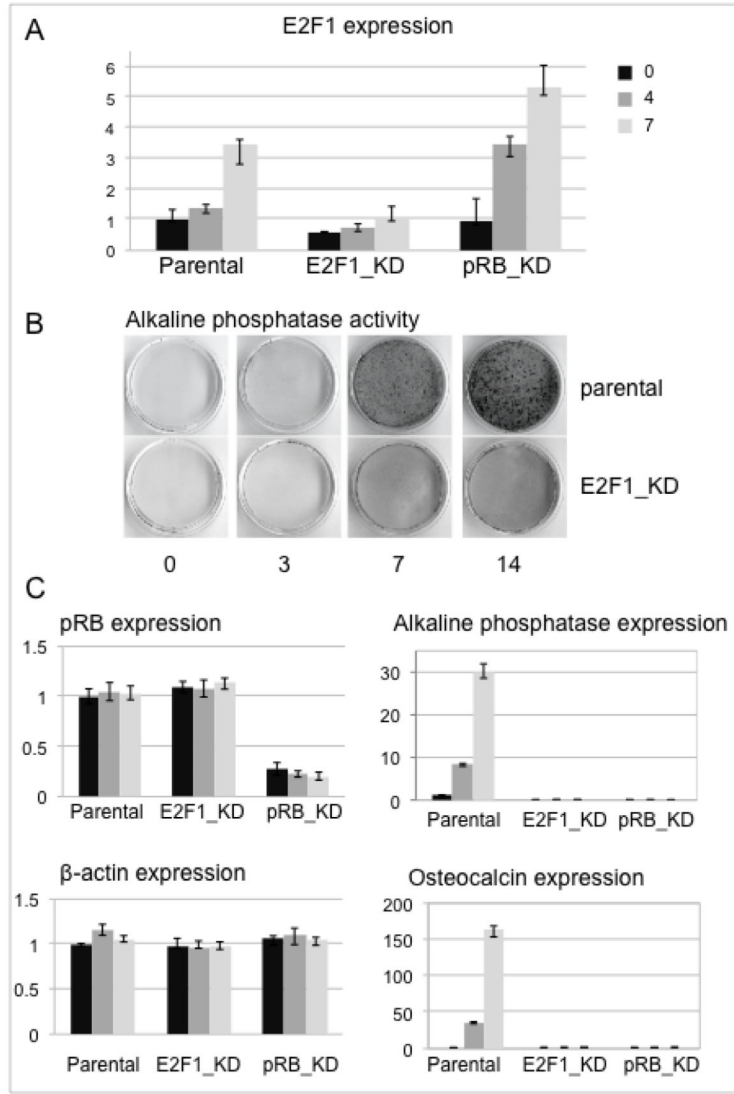 A
E2F1 expression
6
5
4
3
2
1
0
0
4
7
Parental E2F1_KD pRB_KD
B
Alkaline phosphatase activity
parental
E2F1_KD
0 3 7 14
C
pRB expression
1.5
1
0.5
0
Parental E2F1_KD pRB_KD
Alkaline phosphatase expression
30
20
10
0
Parental E2F1_KD pRB_KD
β-actin expression
1.5
1
0.5
0
Parental E2F1_KD pRB_KD
Osteocalcin expression
200
150
100
50
0
Parental E2F1_KD pRB_KD